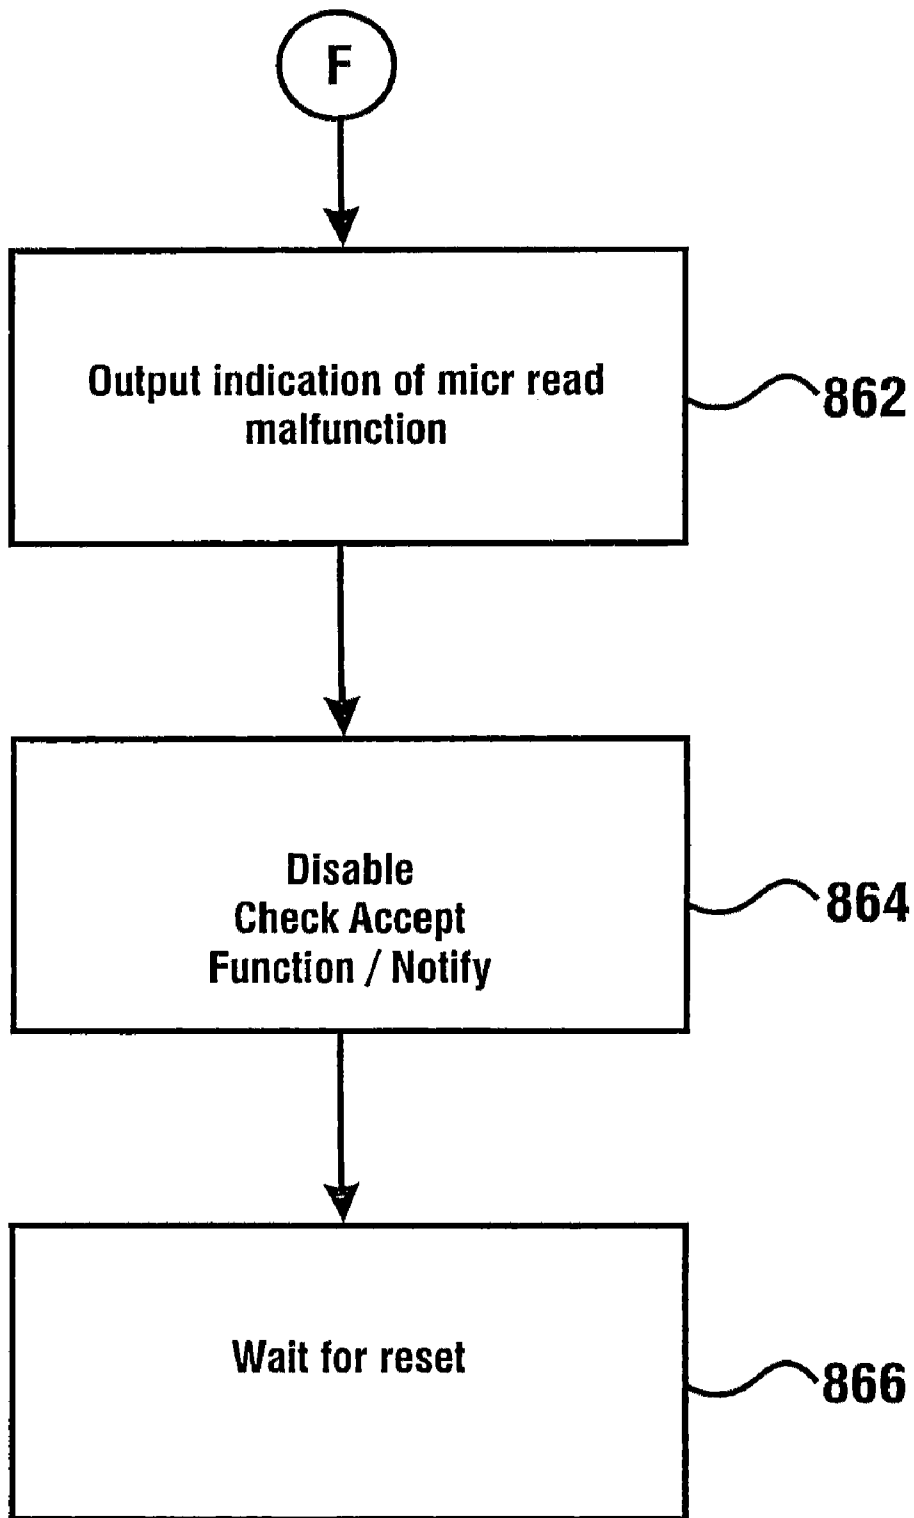 F
Output indication of micr read
malfunction
862
Disable
Check Accept
Function / Notify
864
Wait for reset
866